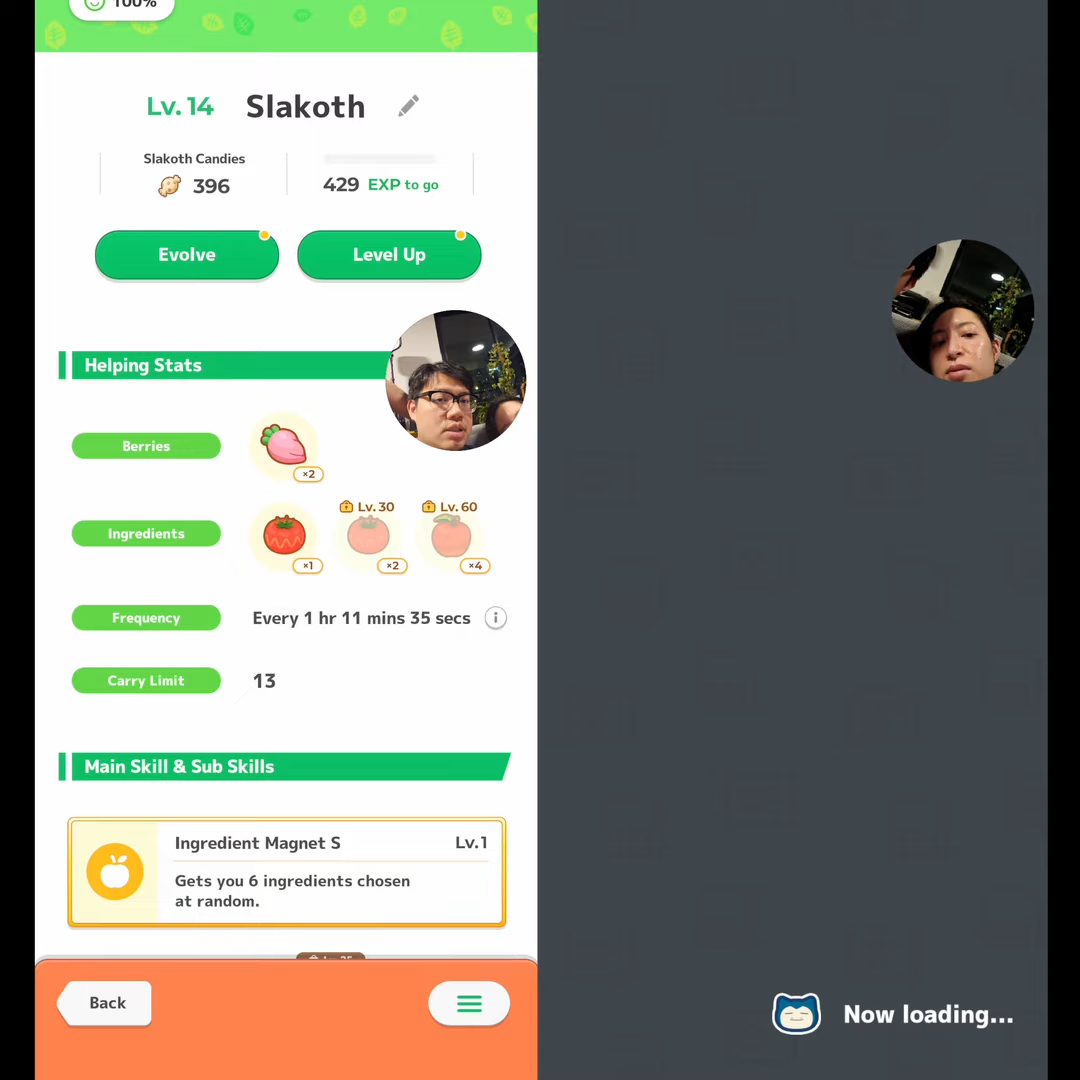 100%
Lv. 14 Slakoth
Slakoth Candies
396
429 EXP to go
Evolve
Level Up
Helping Stats
Berries
×2
Ingredients
Lv. 30
Lv. 60
×1
×2
×4
Frequency
Every 1 hr 11 mins 35 secs
Carry Limit
13
Main Skill & Sub Skills
Ingredient Magnet S
Lv.1
Gets you 6 ingredients chosen
at random.
Back
Now loading...